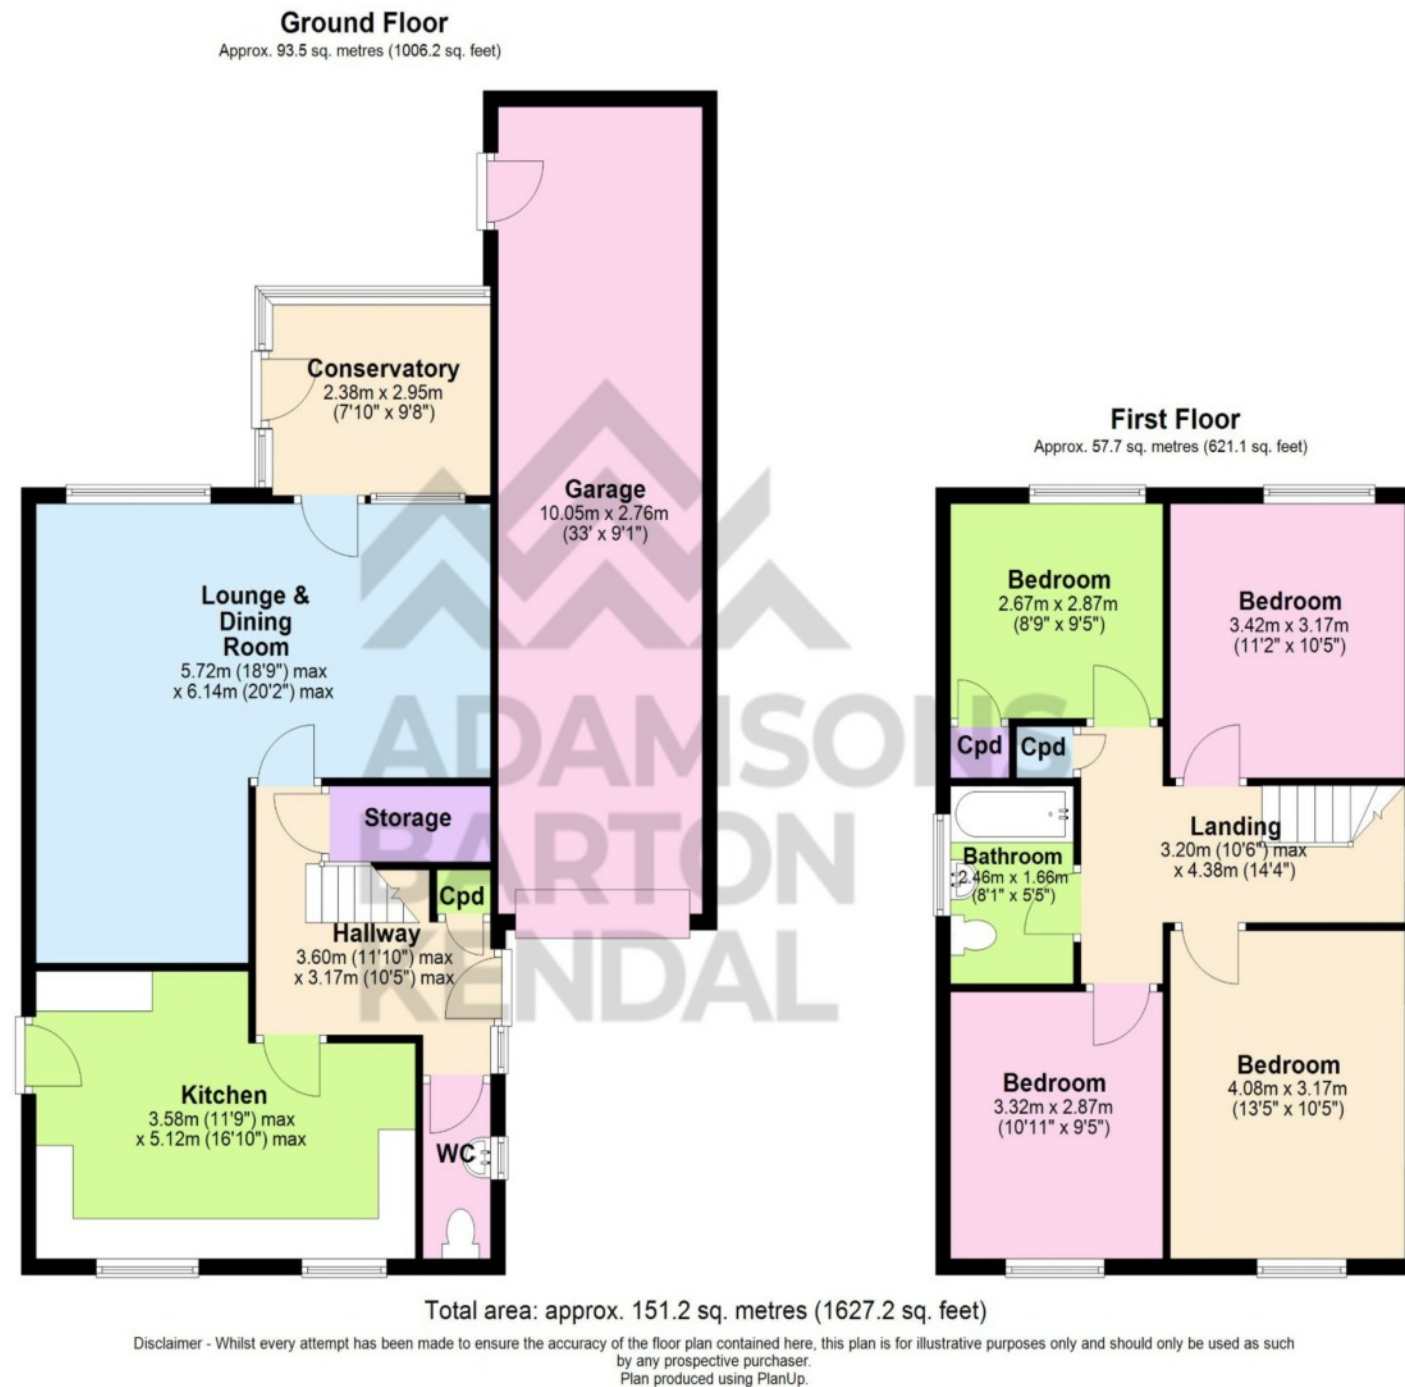 Ground Floor
Approx. 93.5 sq. metres (1006.2 sq. feet)
Conservatory
2.38m x 2.95m
(7'10" x 9'8")
Garage
10.05m x 2.76m
(33' x 9'1")
Lounge &
Dining
Room
5.72m (18'9") max
x 6.14m (20'2") max
Storage
Cpd
Hallway
3.60m (11'10") max
x 3.17m (10'5") max
Kitchen
3.58m (11'9") max
x 5.12m (16'10") max
WC
First Floor
Approx. 57.7 sq. metres (621.1 sq. feet)
Bedroom
2.67m x 2.87m
(8'9" x 9'5")
Bedroom
3.42m x 3.17m
(11'2" x 10'5")
Cpd
Cpd
Landing
3.20m (10'6") max
x 4.38m (14'4")
Bathroom
2.46m x 1.66m
(8'1" x 5'5")
Bedroom
3.32m x 2.87m
(10'11" x 9'5")
Bedroom
4.08m x 3.17m
(13'5" x 10'5")
ADAMSONS
BARTON
KENDAL
Total area: approx. 151.2 sq. metres (1627.2 sq. feet)
Disclaimer - Whilst every attempt has been made to ensure the accuracy of the floor plan contained here, this plan is for illustrative purposes only and should only be used as such
by any prospective purchaser.
Plan produced using PlanUp.